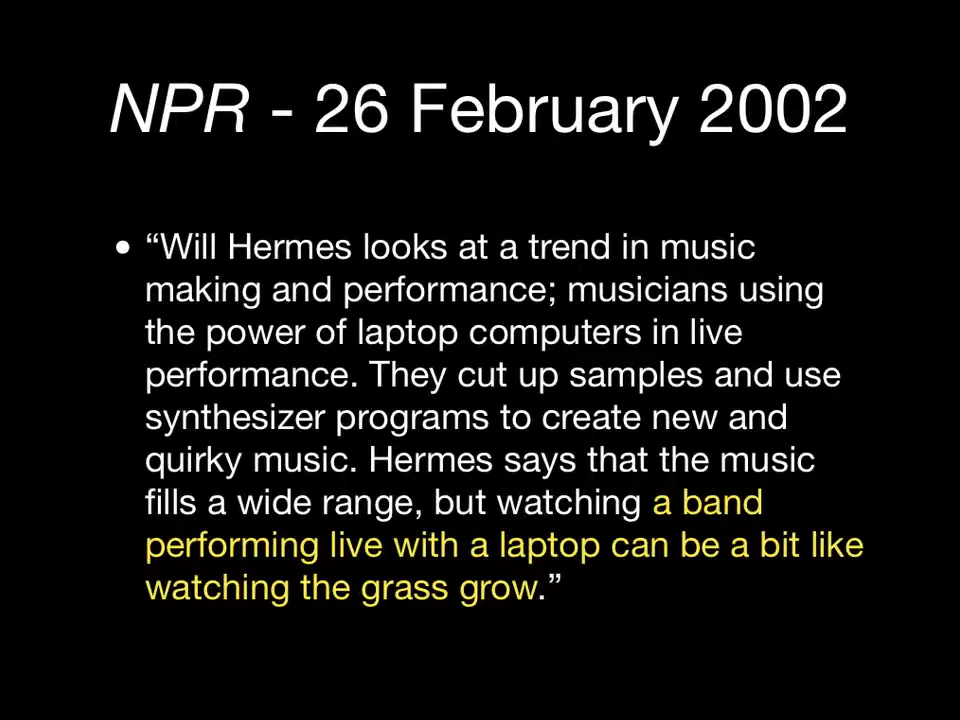 NPR - 26 February 2002
• “Will Hermes looks at a trend in music
making and performance; musicians using
the power of laptop computers in live
performance. They cut up samples and use
synthesizer programs to create new and
quirky music. Hermes says that the music
fills a wide range, but watching a band
performing live with a laptop can be a bit like
watching the grass grow.”